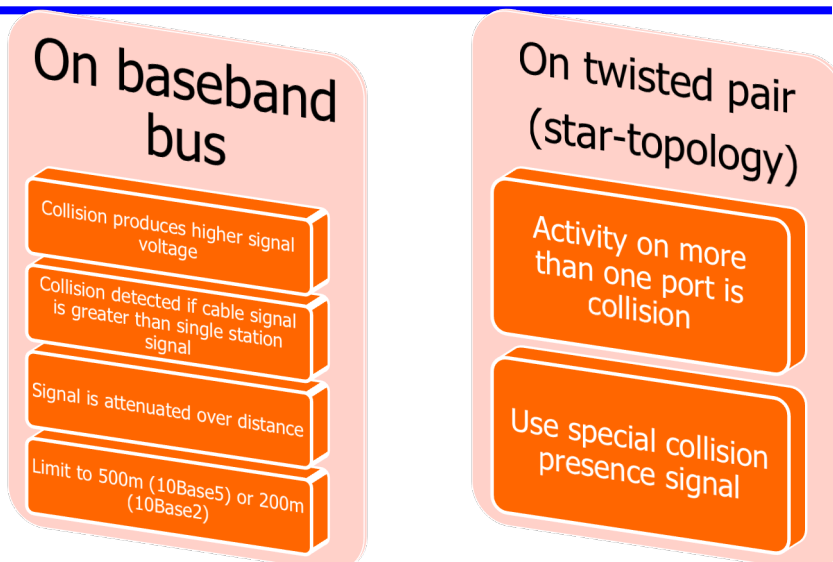 On baseband
bus
Collision produces higher signal
voltage
Collision detected if cable signal
is greater than single station
signal
Signal is attenuated over distance
Limit to 500m (10Base5) or 200m
(10Base2)
On twisted pair
(star-topology)
Activity on more
than one port is
collision
Use special collision
presence signal